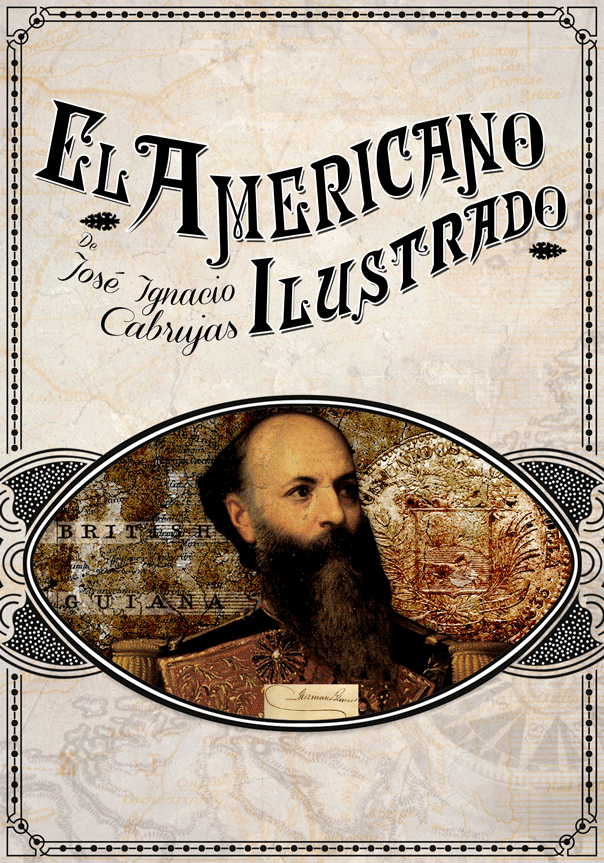 EL AMERICANO
ILUSTRADO
De
José Ignacio
Cabrujas
BRITISH
GUIANA